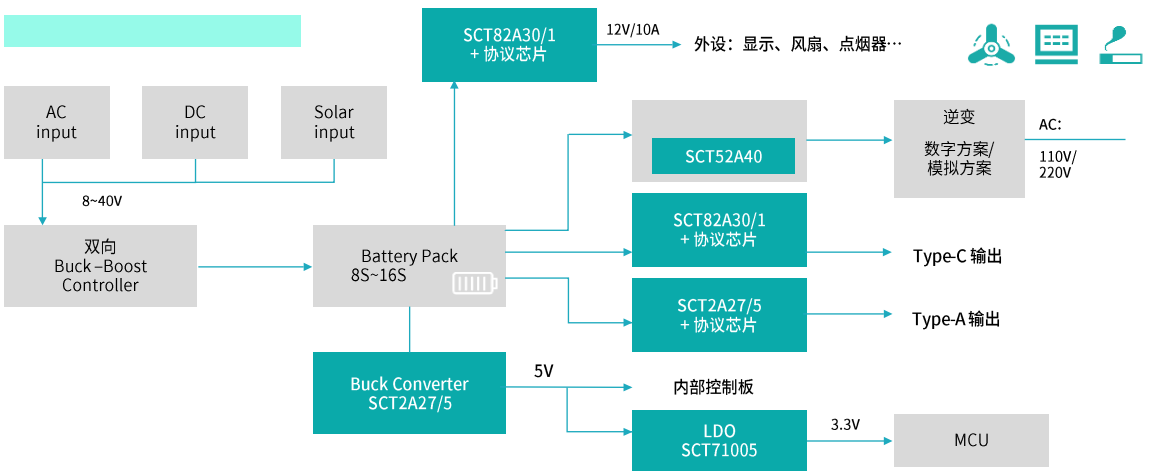 SCT82A30/1
+ 协议芯片
12V/10A
外设：显示、风扇、点烟器…
AC
input
DC
input
Solar
input
8~40V
双向
Buck –Boost
Controller
Battery Pack
8S~16S
SCT52A40
逆变
数字方案/
模拟方案
AC:
110V/
220V
SCT82A30/1
+ 协议芯片
Type-C 输出
SCT2A27/5
+ 协议芯片
Type-A 输出
Buck Converter
SCT2A27/5
5V
内部控制板
LDO
SCT71005
3.3V
MCU